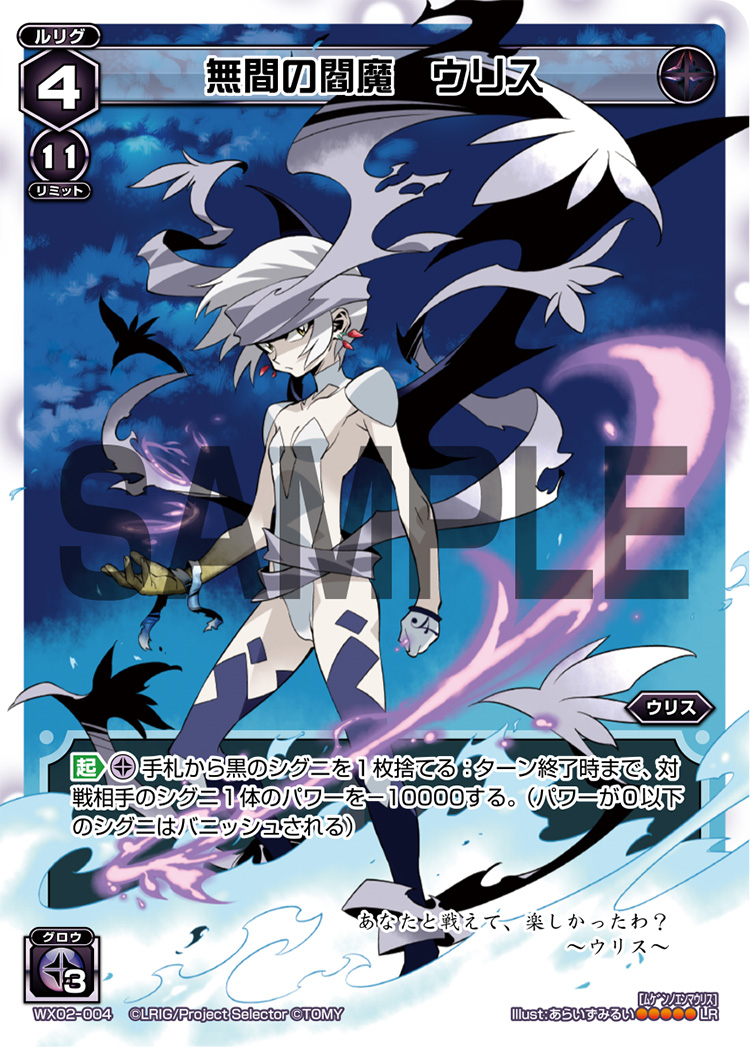 ルリグ
4
無間の閻魔 ウリス
11
リミット
SAMPLE
ウリス
起 手札から黒のシグニを1枚捨てる：ターン終了時まで、対
戦相手のシグニ1体のパワーを−10000する。（パワーが0以下
のシグニはバニッシュされる）
あなたと戦えて、楽しかったわ？
～ウリス～
グロウ
3
[ムゲンノエンマウリス]
WX02-004 ©LRIG/Project Selector ©TOMY
Illust:あらいずみるい LR